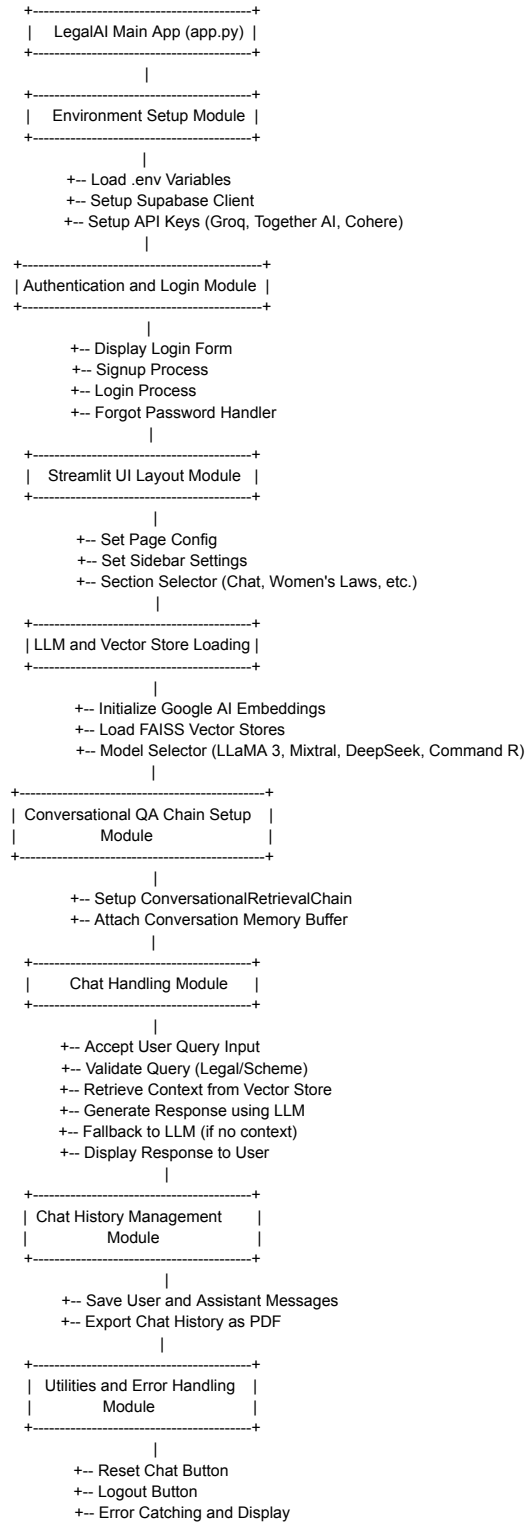 +------------------------------------------+
| LegalAI Main App (app.py) |
+------------------------------------------+
|
+------------------------------------------+
| Environment Setup Module |
+------------------------------------------+
|
+-- Load .env Variables
+-- Setup Supabase Client
+-- Setup API Keys (Groq, Together AI, Cohere)
|
+----------------------------------------------+
| Authentication and Login Module |
+----------------------------------------------+
|
+-- Display Login Form
+-- Signup Process
+-- Login Process
+-- Forgot Password Handler
|
+------------------------------------------+
| Streamlit UI Layout Module |
+------------------------------------------+
|
+-- Set Page Config
+-- Set Sidebar Settings
+-- Section Selector (Chat, Women's Laws, etc.)
|
+------------------------------------------+
| LLM and Vector Store Loading |
+------------------------------------------+
|
+-- Initialize Google AI Embeddings
+-- Load FAISS Vector Stores
+-- Model Selector (LLaMA 3, Mixtral, DeepSeek, Command R)
|
+-----------------------------------------------+
| Conversational QA Chain Setup |
| Module |
+-----------------------------------------------+
|
+-- Setup ConversationalRetrievalChain
+-- Attach Conversation Memory Buffer
|
+------------------------------------------+
| Chat Handling Module |
+------------------------------------------+
|
+-- Accept User Query Input
+-- Validate Query (Legal/Scheme)
+-- Retrieve Context from Vector Store
+-- Generate Response using LLM
+-- Fallback to LLM (if no context)
+-- Display Response to User
|
+------------------------------------------+
| Chat History Management |
| Module |
+------------------------------------------+
|
+-- Save User and Assistant Messages
+-- Export Chat History as PDF
|
+------------------------------------------+
| Utilities and Error Handling |
| Module |
+------------------------------------------+
|
+-- Reset Chat Button
+-- Logout Button
+-- Error Catching and Display